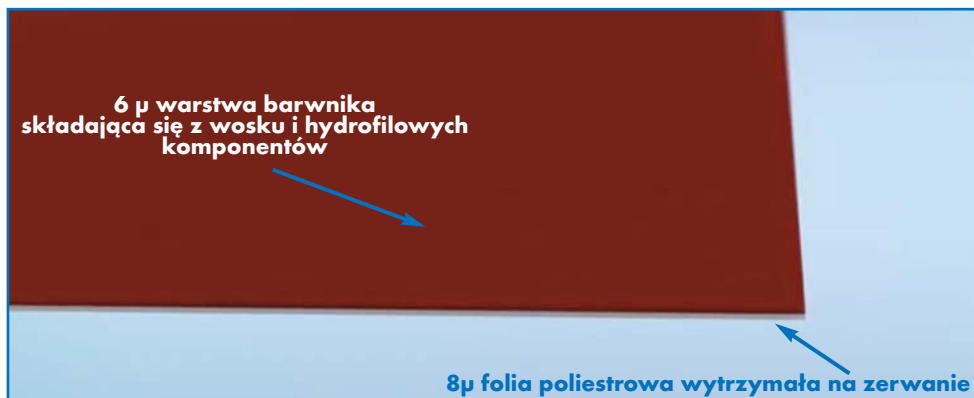 6 μ warstwa barwnika
składająca się z wosku i hydrofilowych
komponentów
8μ folia poliestrowa wytrzymała na zerwanie